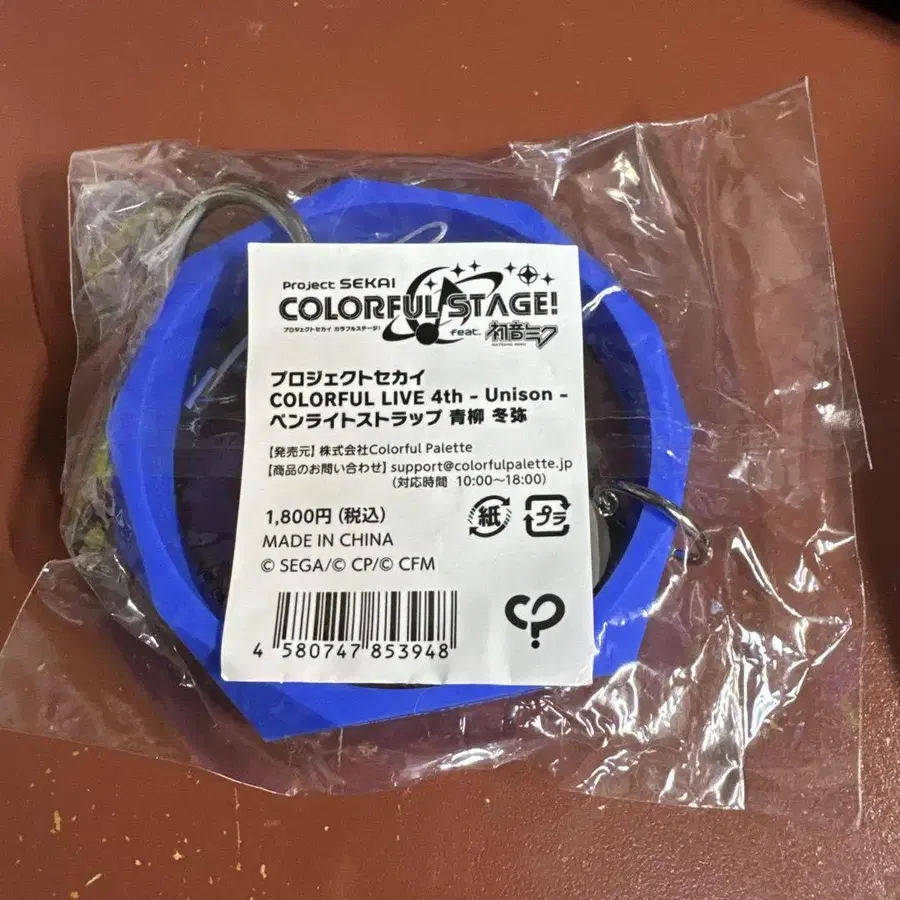 Project SEKAI
COLORFUL STAGE!
プロジェクトセカイ カラフルステージ!
feat. 初音ミク
HATSUNE MIKU
プロジェクトセカイ
COLORFUL LIVE 4th - Unison -
ペンライトストラップ 青柳 冬弥
【発売元】株式会社Colorful Palette
【商品のお問い合わせ】support@colorfulpalette.jp
(対応時間 10:00~18:00)
1,800円(税込)
紙
プラ
MADE IN CHINA
© SEGA/© CP/© CFM
4 580747 853948